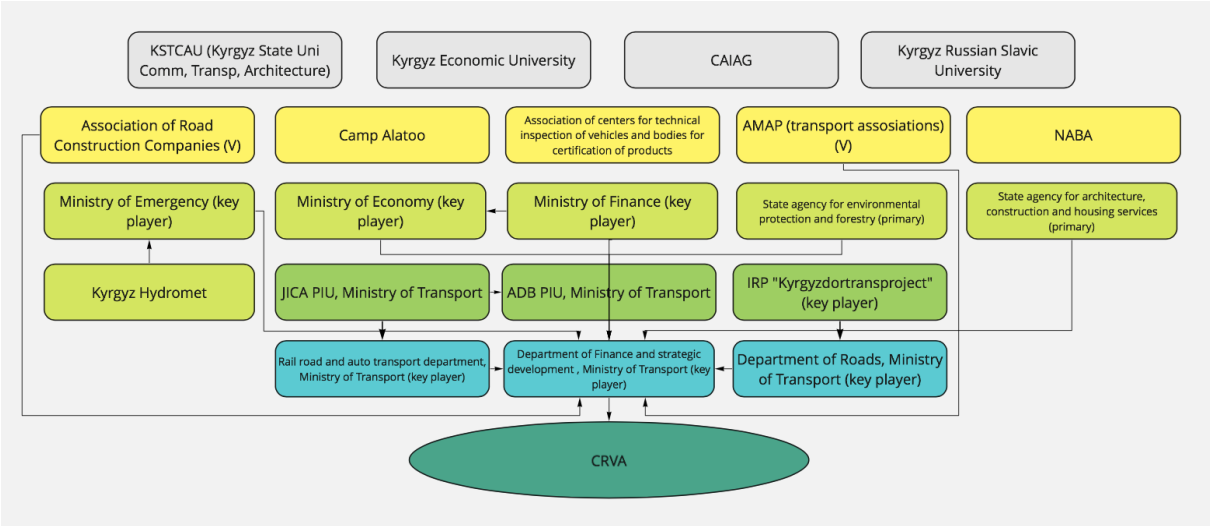 KSTCAU (Kyrgyz State Uni
Comm, Transp, Architecture)
Kyrgyz Economic University
CAIAG
Kyrgyz Russian Slavic
University
Association of Road
Construction Companies (V)
Camp Alatoo
Association of centers for technical
inspection of vehicles and bodies for
certification of products
AMAP (transport assosiations)
(V)
NABA
Ministry of Emergency (key
player)
Ministry of Economy (key
player)
Ministry of Finance (key
player)
State agency for environmental
protection and forestry (primary)
State agency for architecture,
construction and housing services
(primary)
Kyrgyz Hydromet
JICA PIU, Ministry of Transport
ADB PIU, Ministry of Transport
IRP "Kyrgyzdortransproject"
(key player)
Rail road and auto transport department,
Ministry of Transport (key player)
Department of Finance and strategic
development , Ministry of Transport (key
player)
Department of Roads, Ministry
of Transport (key player)
CRVA